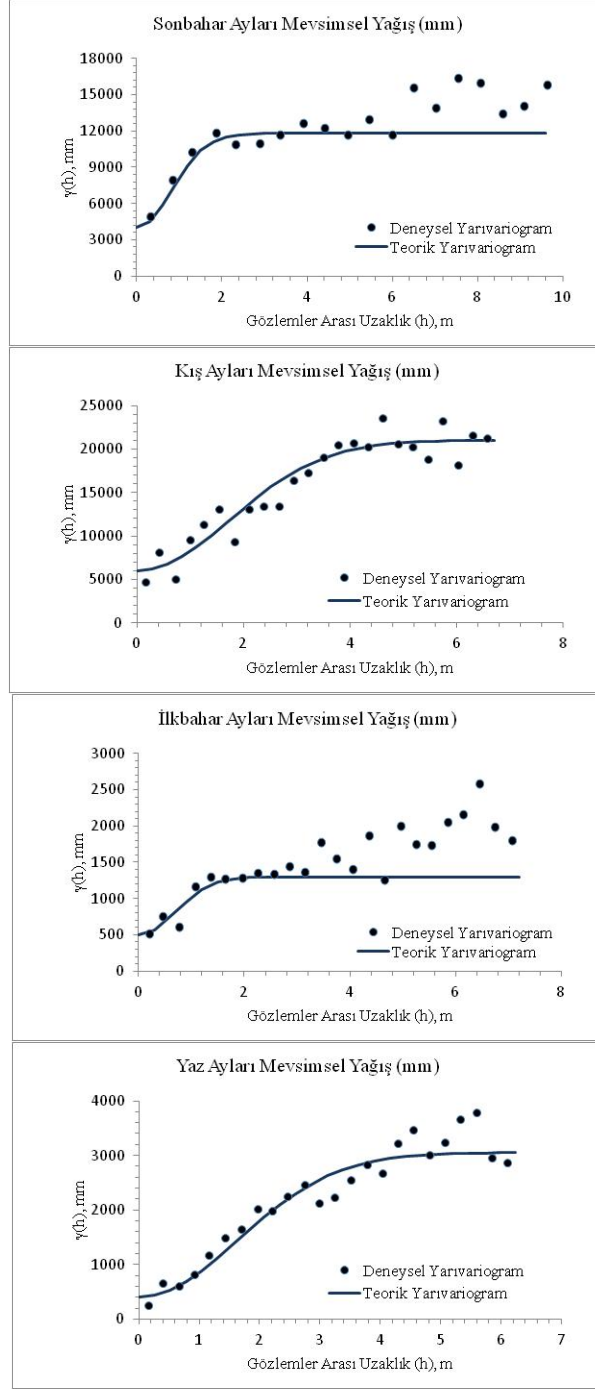 Sonbahar Ayları Mevsimsel Yağış (mm)
18000
15000
12000
9000
6000
3000
0
γ(h), mm
Deneysel Yarıvariogram
Teorik Yarıvariogram
0 2 4 6 8 10
Gözlemler Arası Uzaklık (h), m
Kış Ayları Mevsimsel Yağış (mm)
25000
20000
15000
10000
5000
0
γ(h), mm
Deneysel Yarıvariogram
Teorik Yarıvariogram
0 2 4 6 8
Gözlemler Arası Uzaklık (h), m
İlkbahar Ayları Mevsimsel Yağış (mm)
3000
2500
2000
1500
1000
500
0
γ(h), mm
Deneysel Yarıvariogram
Teorik Yarıvariogram
0 2 4 6 8
Gözlemler Arası Uzaklık (h), m
Yaz Ayları Mevsimsel Yağış (mm)
4000
3000
2000
1000
0
γ(h), mm
Deneysel Yarıvariogram
Teorik Yarıvariogram
0 1 2 3 4 5 6 7
Gözlemler Arası Uzaklık (h), m